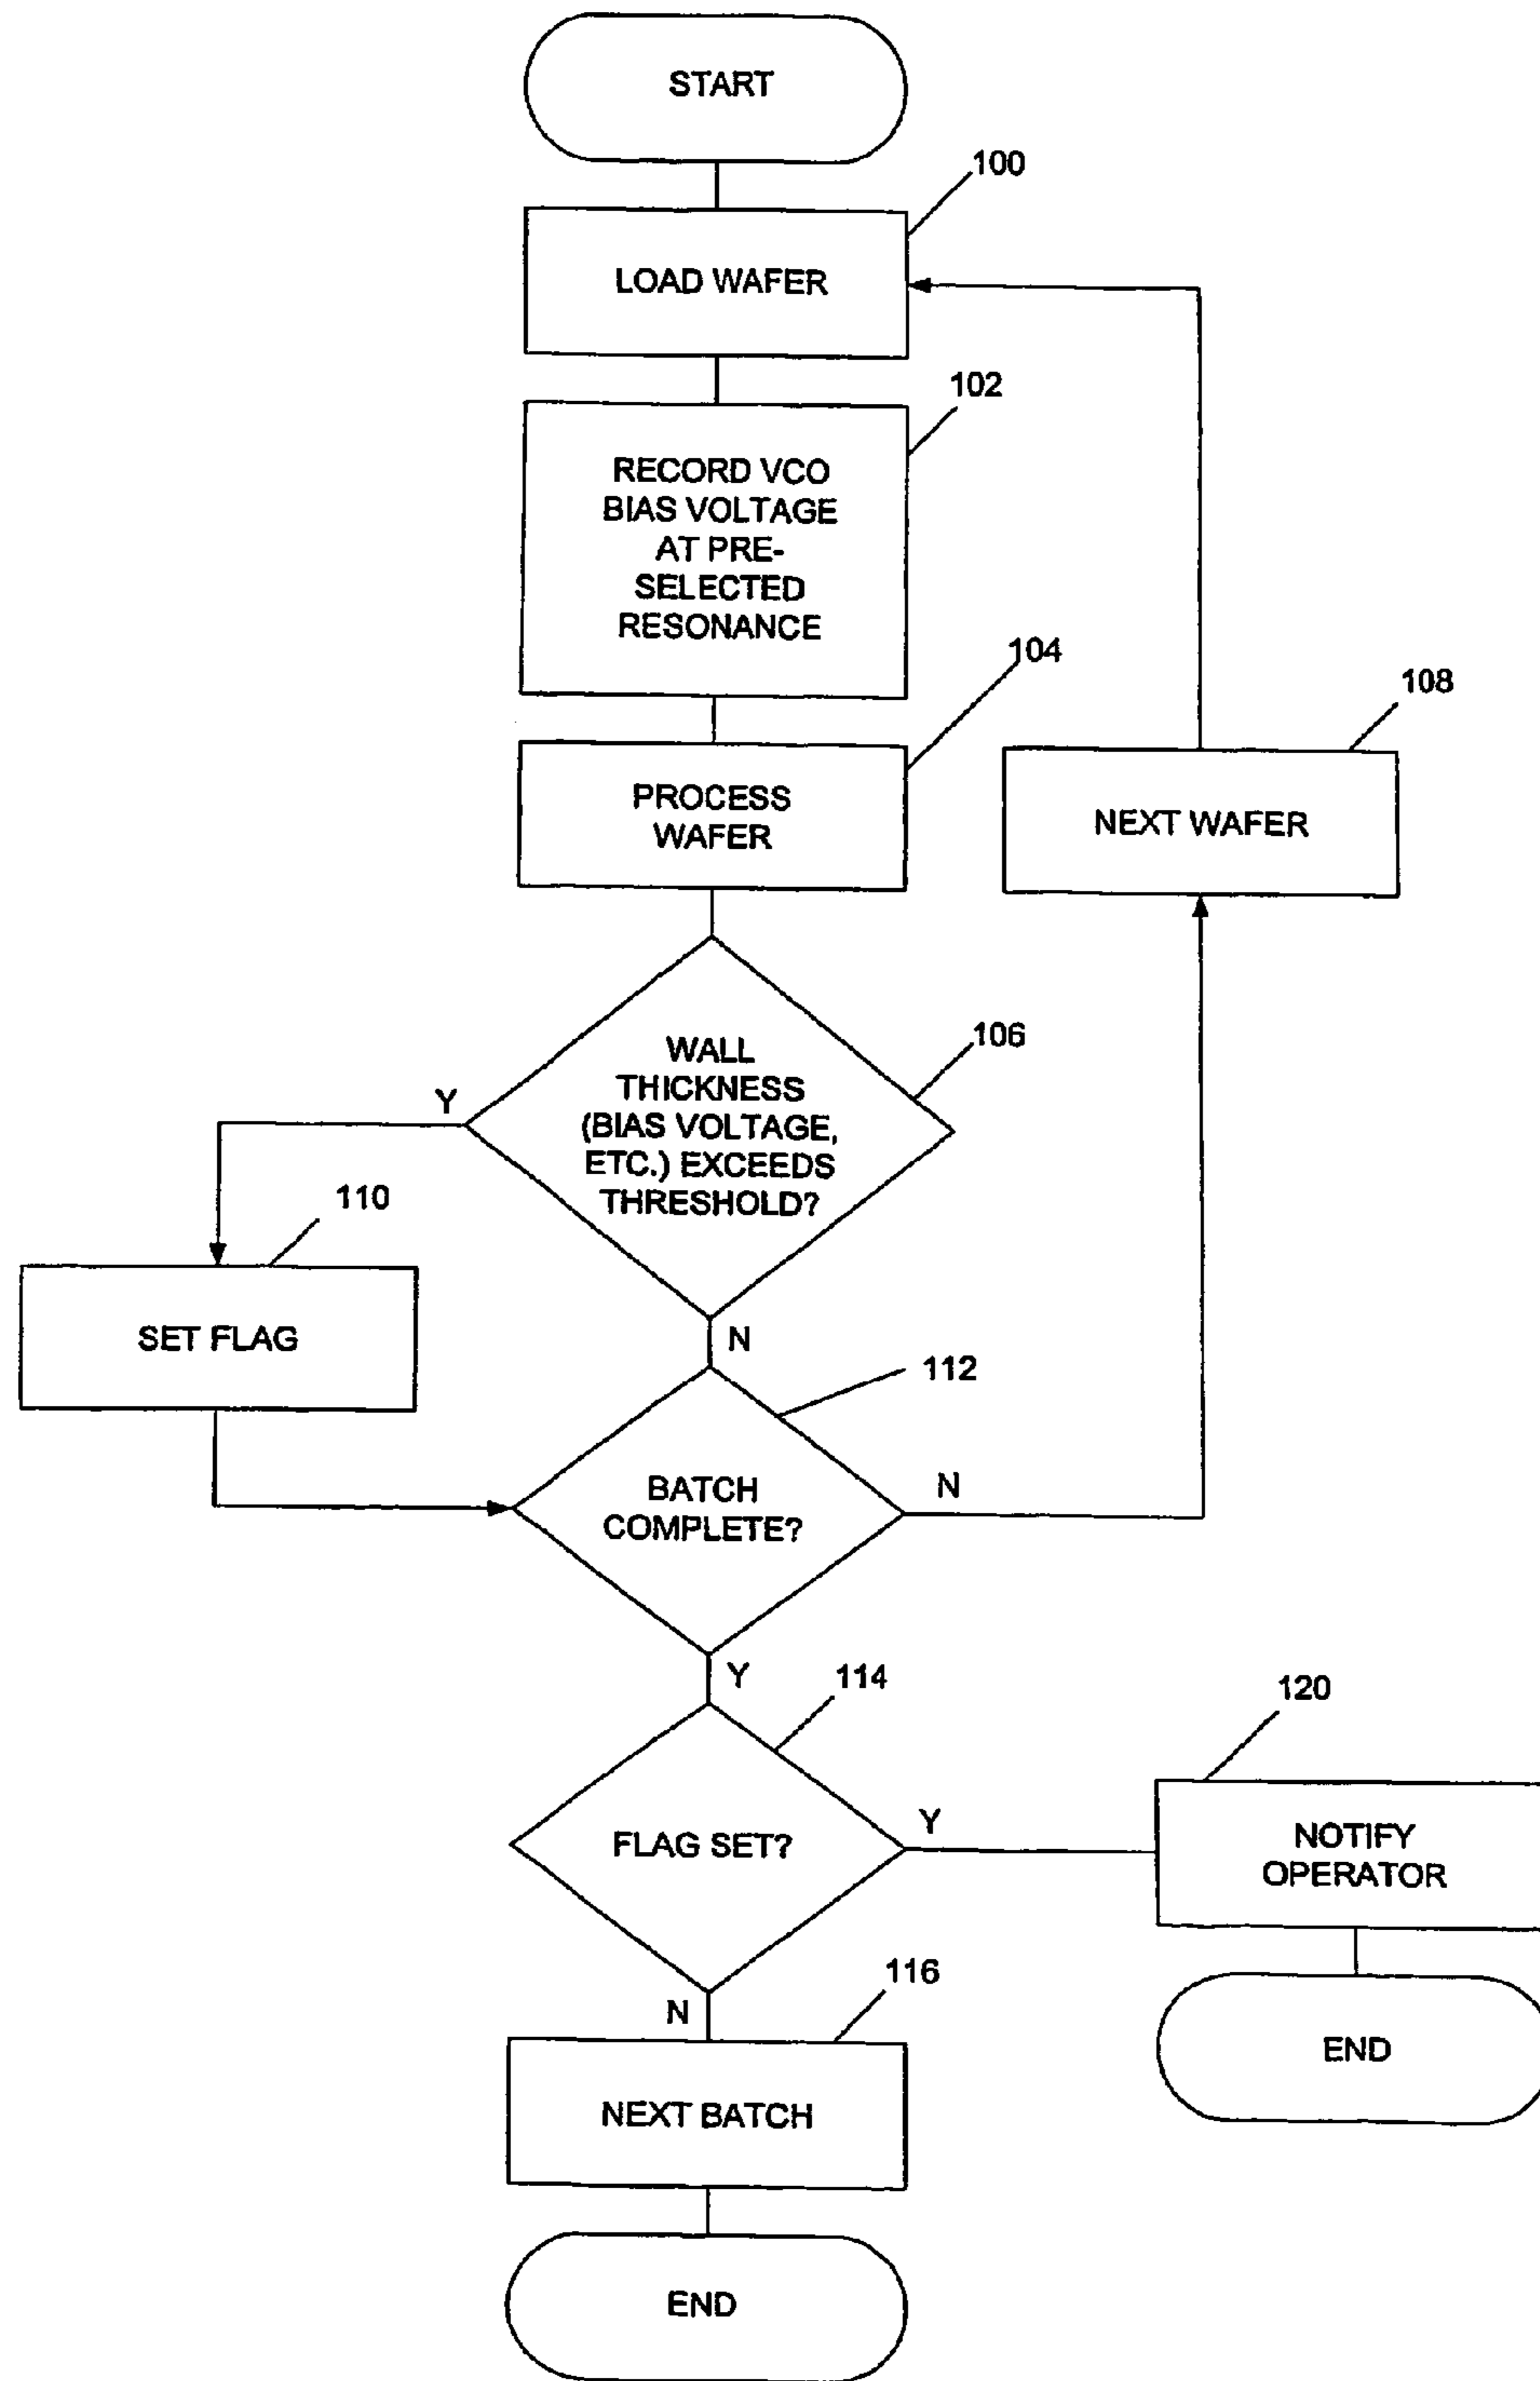 START
100
LOAD WAFER
102
RECORD VCO
BIAS VOLTAGE
AT PRE-
SELECTED
RESONANCE
104
PROCESS
WAFER
108
NEXT WAFER
106
WALL
THICKNESS
(BIAS VOLTAGE,
ETC.) EXCEEDS
THRESHOLD?
Y
110
SET FLAG
N
112
BATCH
COMPLETE?
N
Y
114
FLAG SET?
Y
120
NOTIFY
OPERATOR
END
N
116
NEXT BATCH
END